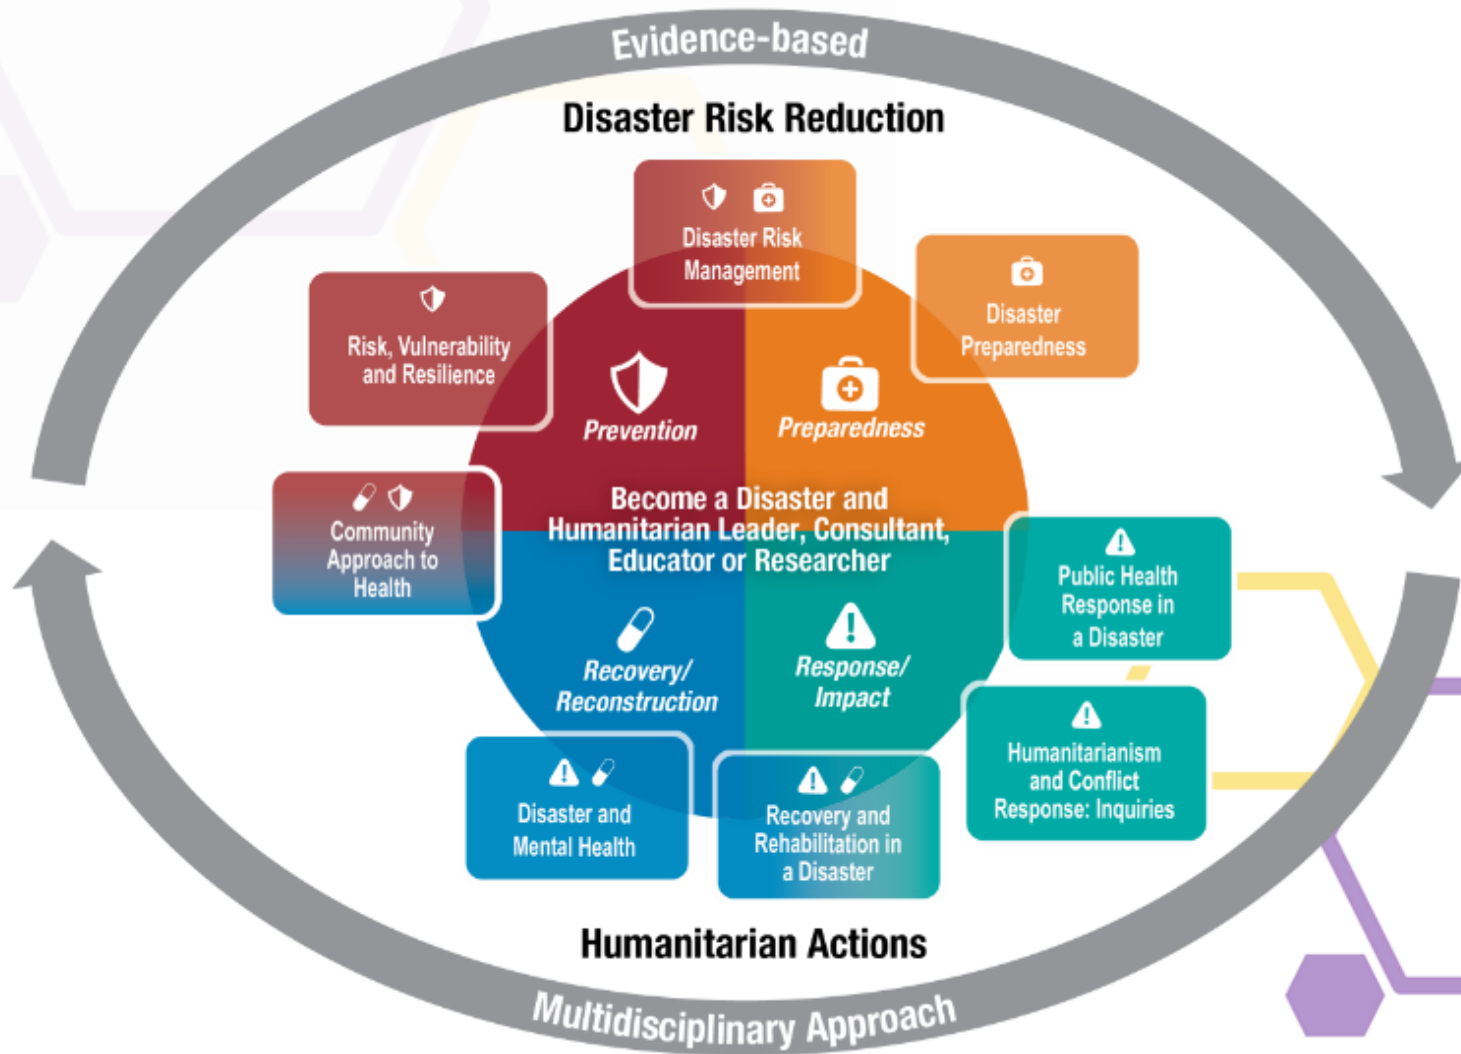 Evidence-based
Disaster Risk Reduction
Disaster Risk
Management
Disaster
Preparedness
Risk, Vulnerability
and Resilience
Prevention
Preparedness
Become a Disaster and
Humanitarian Leader, Consultant,
Educator or Researcher
Community
Approach to
Health
Public Health
Response in
a Disaster
Recovery/
Reconstruction
Response/
Impact
Humanitarianism
and Conflict
Response: Inquiries
Disaster and
Mental Health
Recovery and
Rehabilitation in
a Disaster
Humanitarian Actions
Multidisciplinary Approach